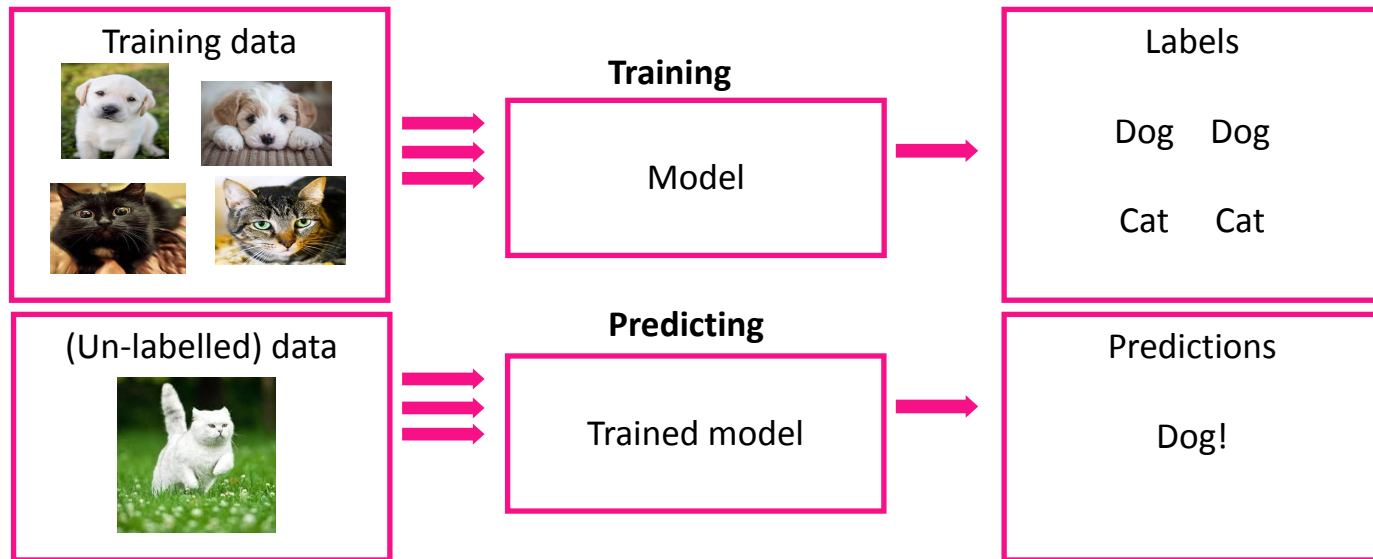 Training data
Training
Model
Labels
Dog Dog
Cat Cat
(Un-labelled) data
Predicting
Trained model
Predictions
Dog!